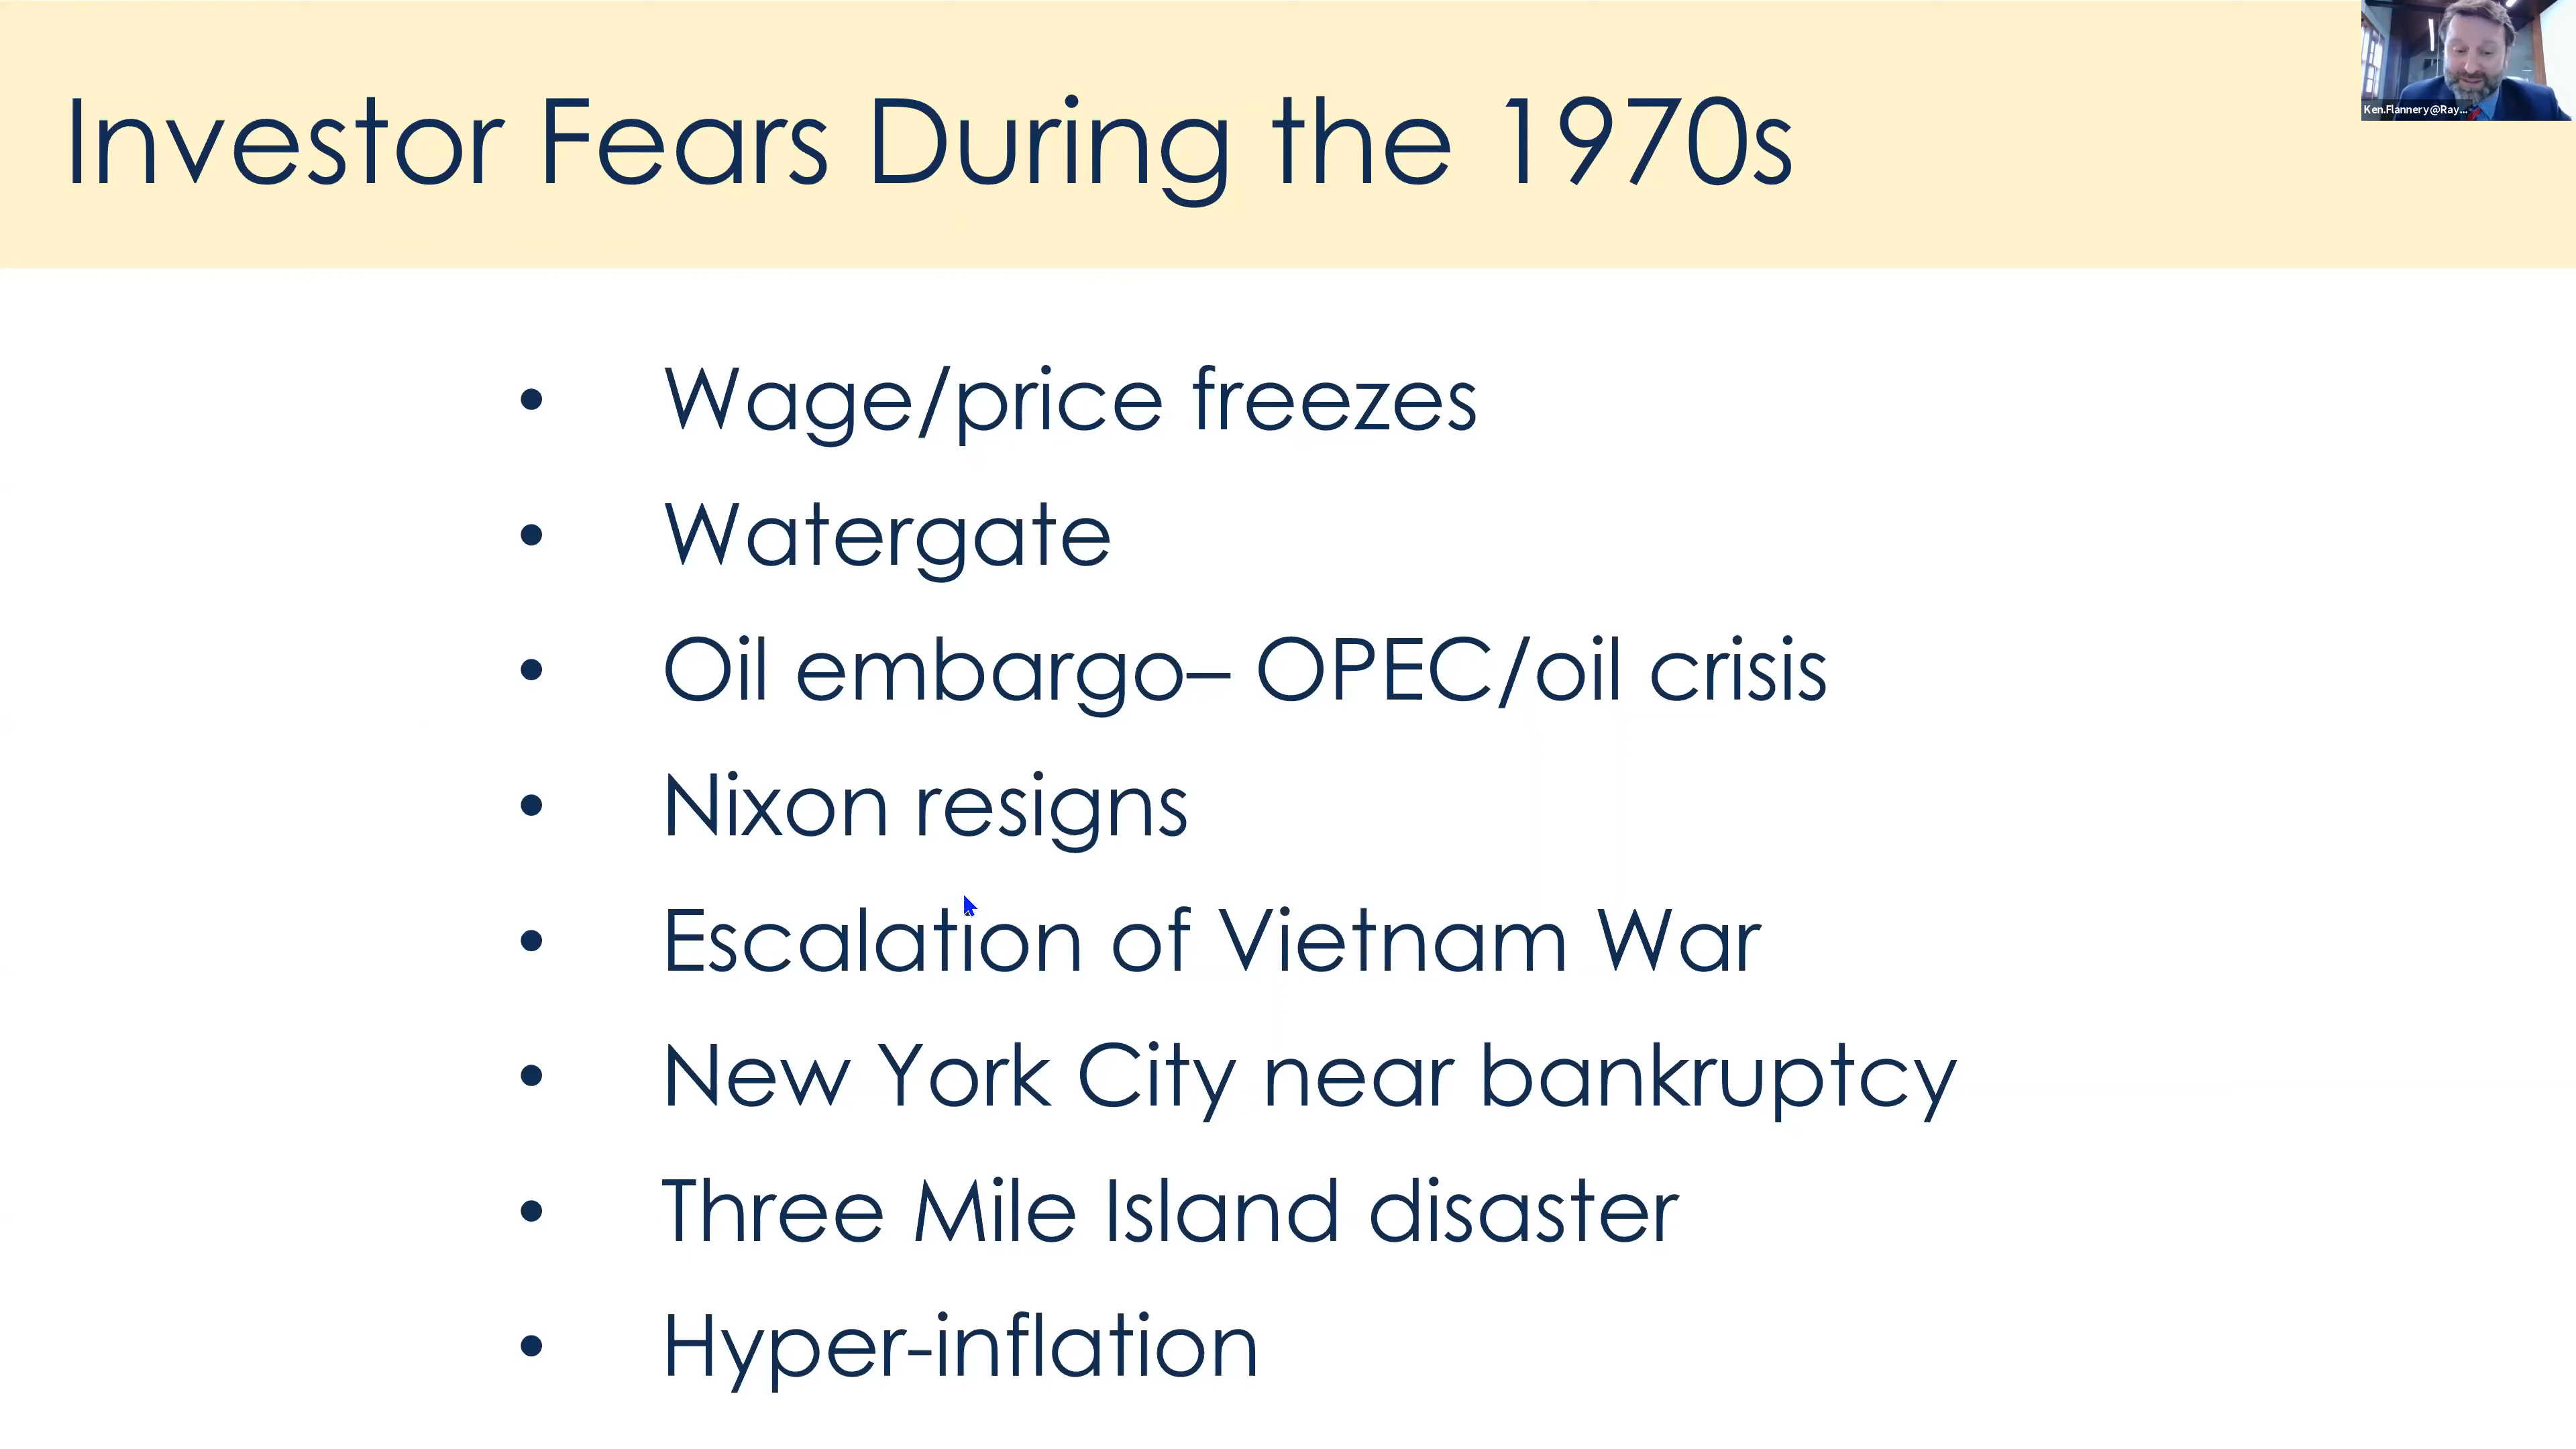 Investor Fears During the 1970s
Ken.Flannery@Ray...
• Wage/price freezes
• Watergate
• Oil embargo– OPEC/oil crisis
• Nixon resigns
• Escalation of Vietnam War
• New York City near bankruptcy
• Three Mile Island disaster
• Hyper-inflation